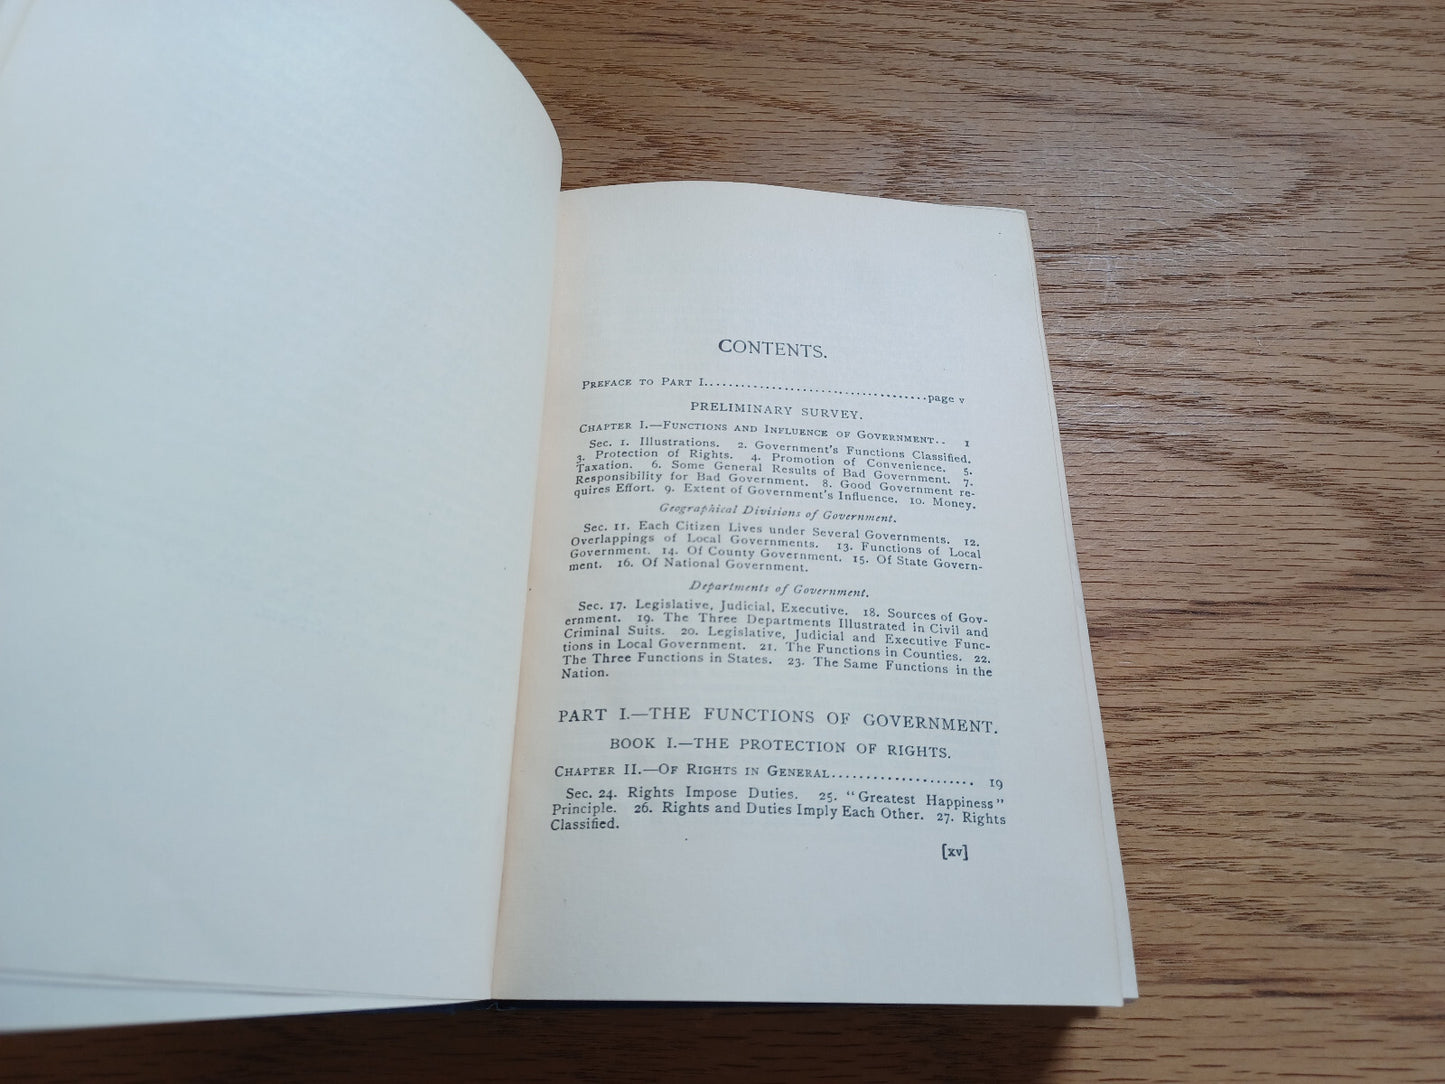 CONTENTS.
PREFACE TO PART I....................................page v
PRELIMINARY SURVEY.
CHAPTER I.—FUNCTIONS AND INFLUENCE OF GOVERNMENT.. 1
Sec. 1. Illustrations. 2. Government's Functions Classified.
3. Protection of Rights. 4. Promotion of Convenience. 5.
Taxation. 6. Some General Results of Bad Government. 7.
Responsibility for Bad Government. 8. Good Government re-
quires Effort. 9. Extent of Government's Influence. 10. Money.
Geographical Divisions of Government.
Sec. 11. Each Citizen Lives under Several Governments. 12.
Overlappings of Local Governments. 13. Functions of Local
Government. 14. Of County Government. 15. Of State Govern-
ment. 16. Of National Government.
Departments of Government.
Sec. 17. Legislative, Judicial, Executive. 18. Sources of Gov-
ernment. 19. The Three Departments Illustrated in Civil and
Criminal Suits. 20. Legislative, Judicial and Executive Func-
tions in Local Government. 21. The Functions in Counties. 22.
The Three Functions in States. 23. The Same Functions in the
Nation.
PART I.—THE FUNCTIONS OF GOVERNMENT.
BOOK I.—THE PROTECTION OF RIGHTS.
CHAPTER II.—OF RIGHTS IN GENERAL..................... 19
Sec. 24. Rights Impose Duties. 25. "Greatest Happiness"
Principle. 26. Rights and Duties Imply Each Other. 27. Rights
Classified.
[xv]